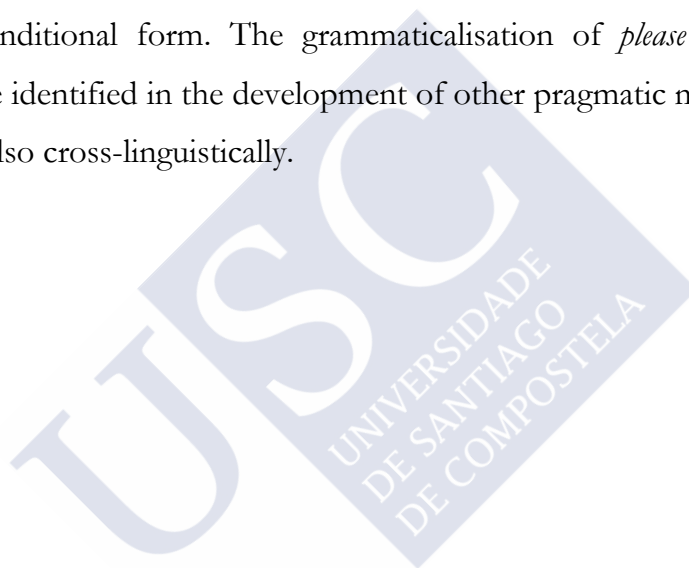 nditional form. The grammaticalisation of please
e identified in the development of other pragmatic n
lso cross-linguistically.
USC
UNIVERSIDADE
DE SANTIAGO
DE COMPOSTELA